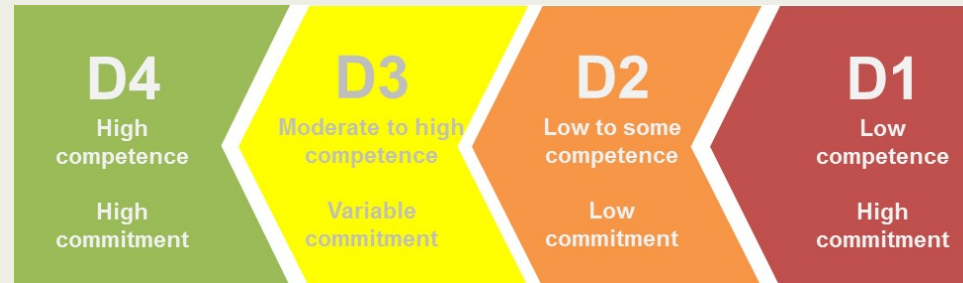 D4
High
competence
High
commitment
D3
Moderate to high
competence
Variable
commitment
D2
Low to some
competence
Low
commitment
D1
Low
competence
High
commitment